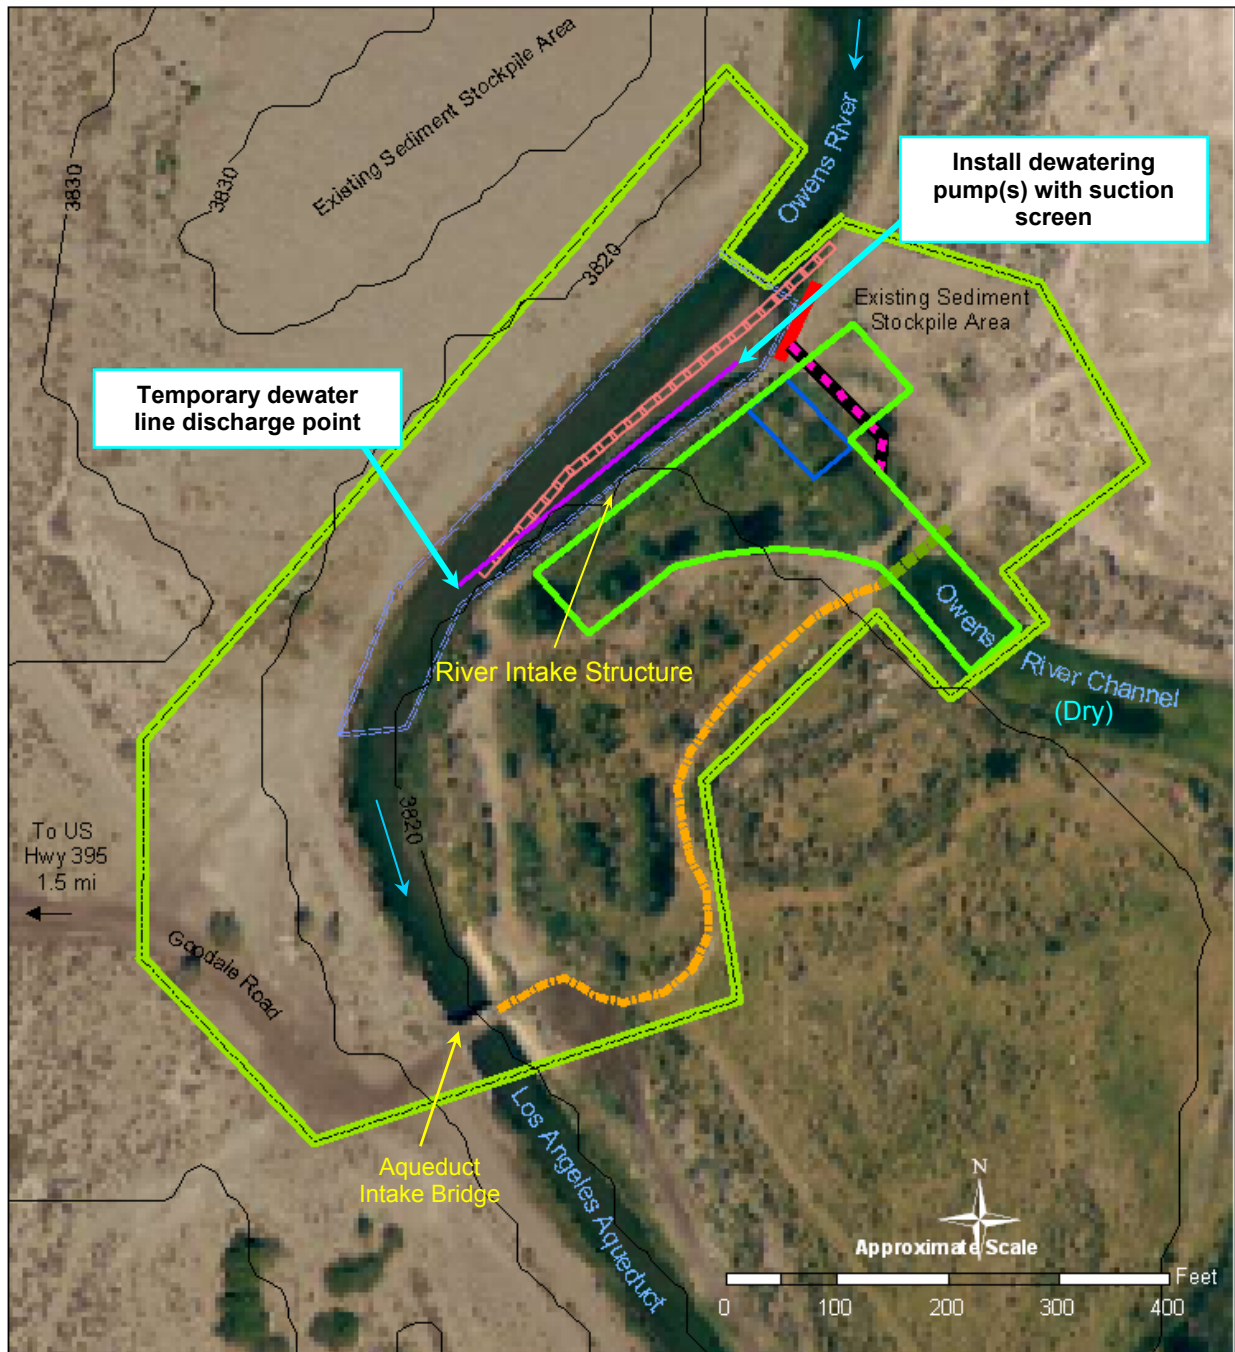 Existing Sediment Stockpile Area
3830
3830
3820
Owens River
Install dewatering
pump(s) with suction
screen
Existing Sediment
Stockpile Area
Temporary dewater
line discharge point
River Intake Structure
Owens
River Channel
(Dry)
3820
To US
Hwy 395
1.5 mi
Goodale Road
Aqueduct
Intake Bridge
Los Angeles Aqueduct
N
Approximate Scale
Feet
0 100 200 300 400